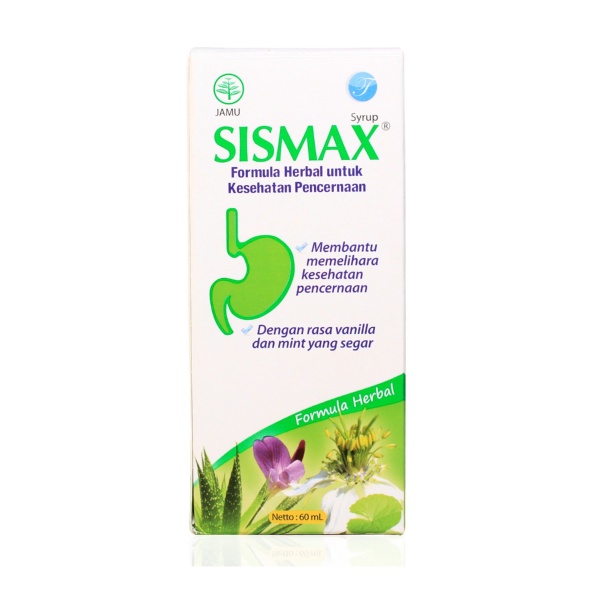 JAMU
Syrup
SISMAX®
Formula Herbal untuk
Kesehatan Pencernaan
Membantu
memelihara
kesehatan
pencernaan
Dengan rasa vanilla
dan mint yang segar
Formula Herbal
Netto : 60 mL